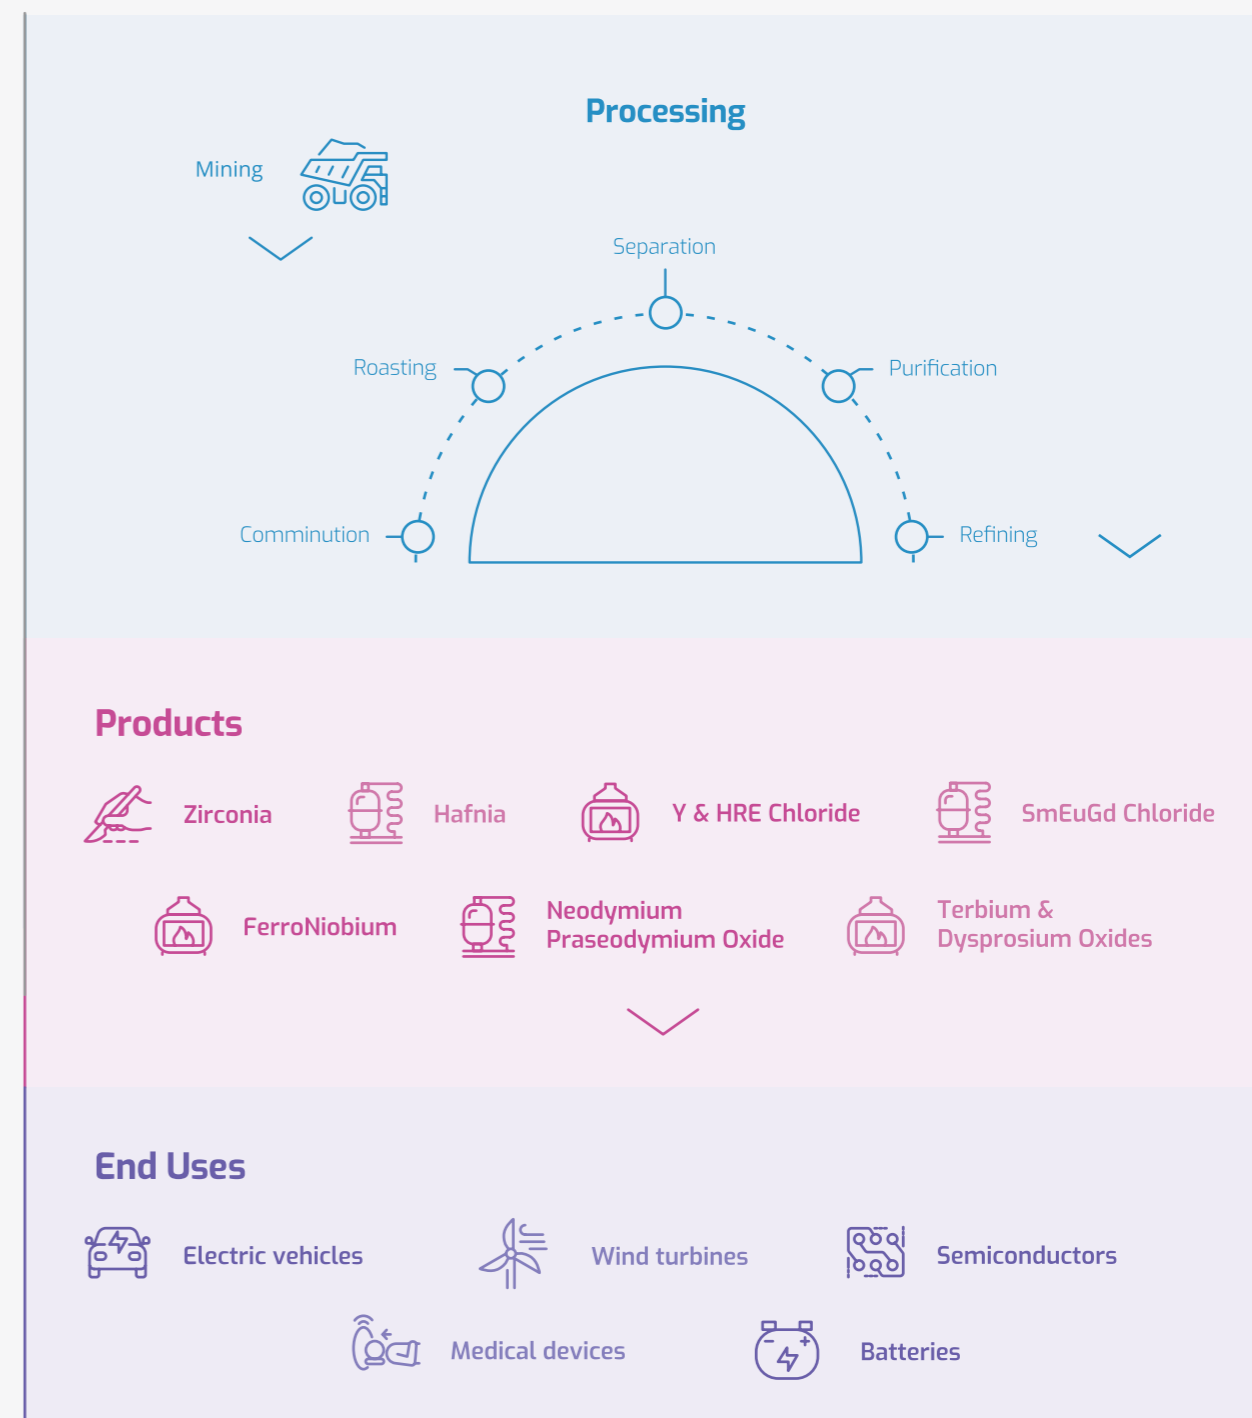 Processing
Mining
Separation
Roasting
Purification
Comminution
Refining
Products
Zirconia
Hafnia
Y & HRE Chloride
SmEuGd Chloride
FerroNiobium
Neodymium
Praseodymium Oxide
Terbium &
Dysprosium Oxides
End Uses
Electric vehicles
Wind turbines
Semiconductors
Medical devices
Batteries